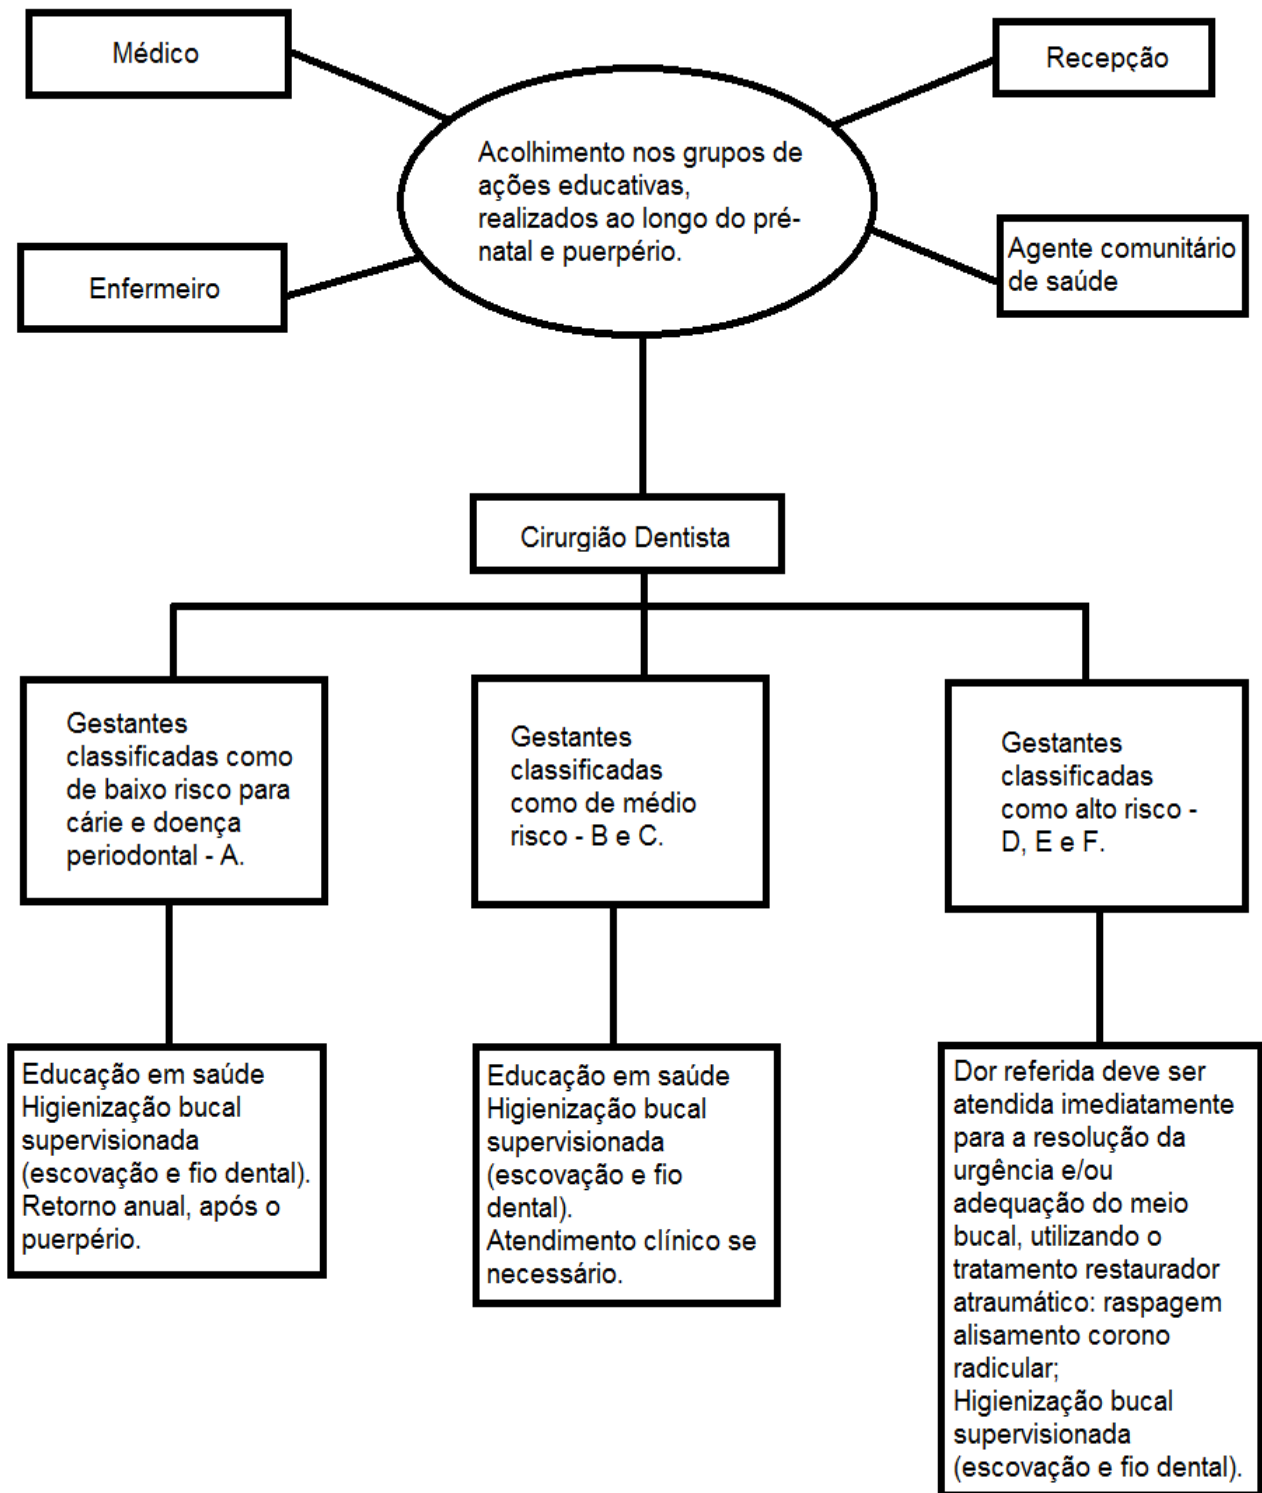 Médico
Recepção
Acolhimento nos grupos de
ações educativas,
realizados ao longo do pré-
natal e puerpério.
Enfermeiro
Agente comunitário
de saúde
Cirurgião Dentista
Gestantes
classificadas como
de baixo risco para
cárie e doença
periodontal - A.
Gestantes
classificadas
como de médio
risco - B e C.
Gestantes
classificadas
como alto risco -
D, E e F.
Educação em saúde
Higienização bucal
supervisionada
(escovação e fio dental).
Retorno anual, após o
puerpério.
Educação em saúde
Higienização bucal
supervisionada
(escovação e fio
dental).
Atendimento clínico se
necessário.
Dor referida deve ser
atendida imediatamente
para a resolução da
urgência e/ou
adequação do meio
bucal, utilizando o
tratamento restaurador
atraumático: raspagem
alisamento corono
radicular;
Higienização bucal
supervisionada
(escovação e fio dental).